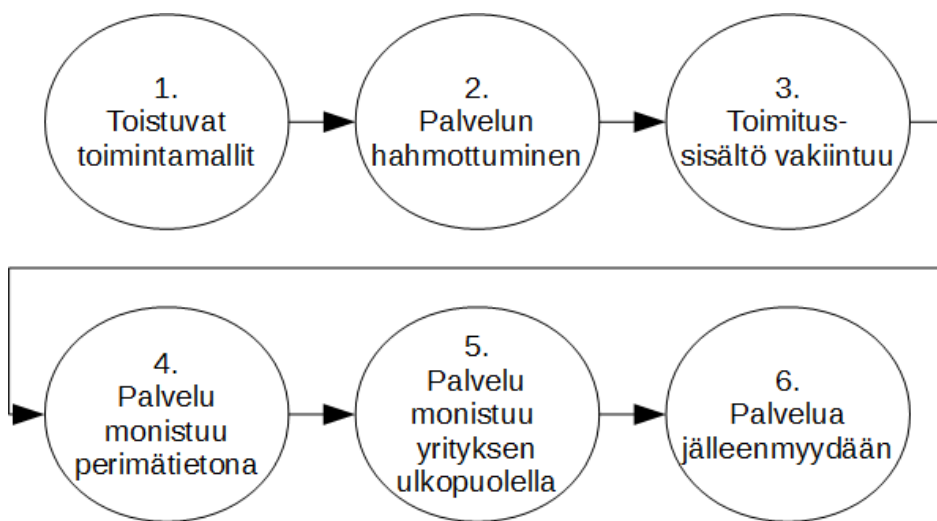 1.
Toistuvat
toimintamallit
2.
Palvelun
hahmottuminen
3.
Toimitus-
sisältö vakiintuu
4.
Palvelu
monistuu
perimätietona
5.
Palvelu
monistuu
yrityksen
ulkopuolella
6.
Palvelua
jälleenmyydään